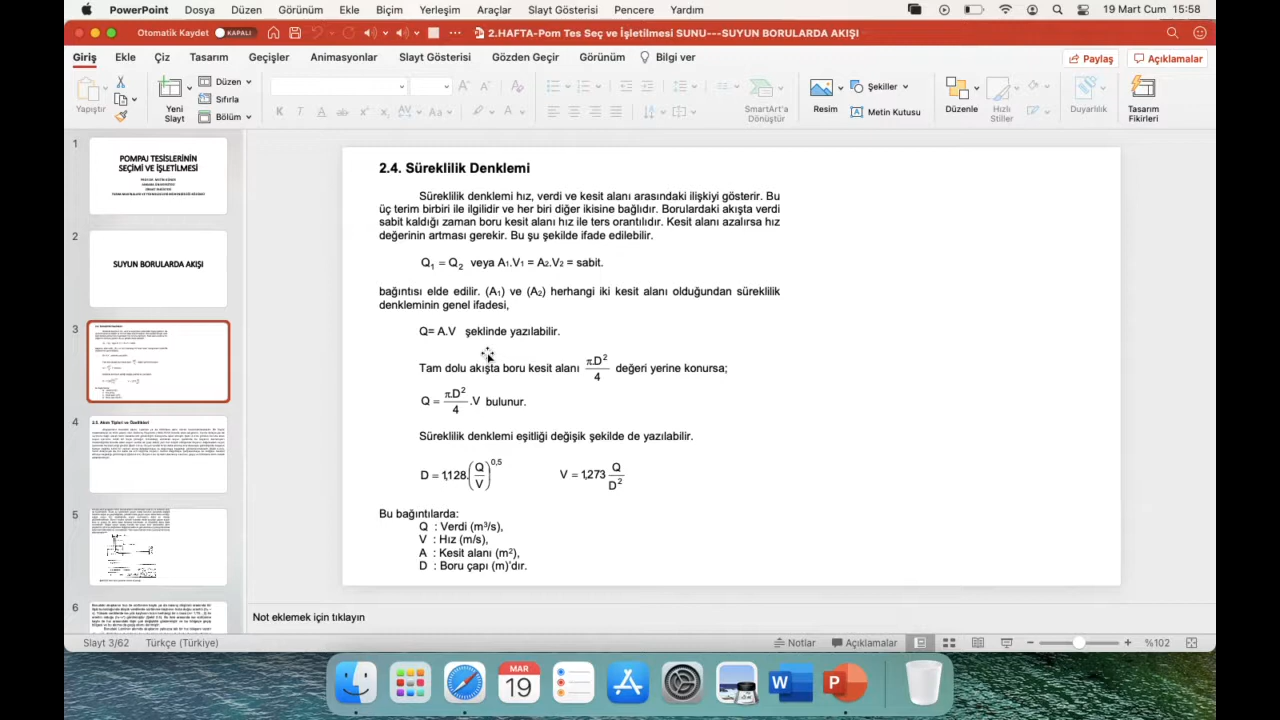 PowerPoint Dosya Düzen Görünüm Ekle Biçim Yerleşim Araçlar Slayt Gösterisi Pencere Yardım 19 Mart Cum 15:58
Otomatik Kaydet KAPALI 2.HAFTA-Pom Tes Seç ve İşletilmesi SUNU---SUYUN BORULARDA AKIŞI
Giriş Ekle Çiz Tasarım Geçişler Animasyonlar Slayt Gösterisi Gözden Geçir Görünüm Bilgi ver Paylaş Açıklamalar
Yapıştır
Yeni Slayt
Düzen
Sıfırla
Bölüm
SmartArt'a Dönüştür
Resim
Şekiller
Metin Kutusu
Düzenle
Hızlı Stiller
Duyarlılık
Tasarım Fikirleri
1
POMPAJ TESİSLERİNİN
SEÇİMİ VE İŞLETİLMESİ
2
SUYUN BORULARDA AKIŞI
3
4
2.5. Akım Tipleri ve Özellikleri
5
6
2.4. Süreklilik Denklemi
Süreklilik denklemi hız, verdi ve kesit alanı arasındaki ilişkiyi gösterir. Bu
üç terim birbiri ile ilgilidir ve her biri diğer ikisine bağlıdır. Borulardaki akışta verdi
sabit kaldığı zaman boru kesit alanı hız ile ters orantılıdır. Kesit alanı azalırsa hız
değerinin artması gerekir. Bu şu şekilde ifade edilebilir.
Q₁ = Q₂ veya A₁.V₁ = A₂.V₂ = sabit.
bağıntısı elde edilir. (A₁) ve (A₂) herhangi iki kesit alanı olduğundan süreklilik
denkleminin genel ifadesi,
Q= A.V şeklinde yazılabilir.
Tam dolu akışta boru kesit alanı π.D²/4 değeri yerine konursa;
Q = π.D²/4 .V bulunur.
Süreklilik denklemi eşitliği değişik şekilde de yazılabilir.
D = 1,128.(Q/V)^0,5 V = 1,273 Q/D²
Bu bağıntılarda:
Q : Verdi (m³/s),
V : Hız (m/s),
A : Kesit alanı (m²),
D : Boru çapı (m)'dır.
Not eklemek için tıklayın
Slayt 3/62 Türkçe (Türkiye) Notlar Açıklamalar %102
MAR
19
W
P